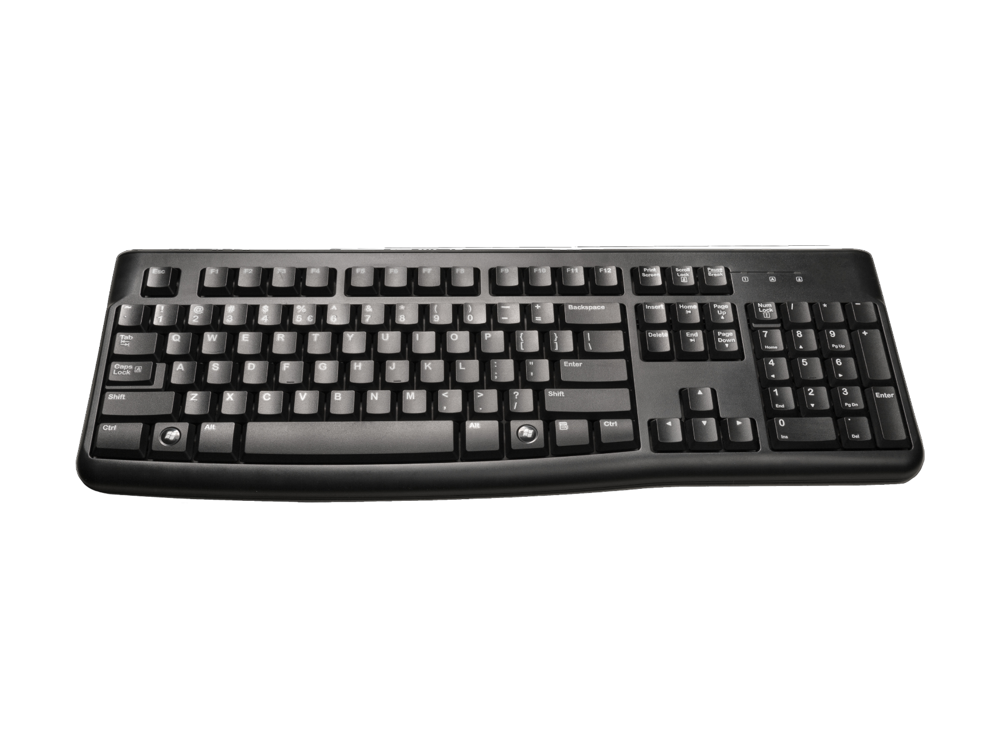 Esc F1 F2 F3 F4 F5 F6 F7 F8 F9 F10 F11 F12 Print Screen Scroll Lock Pause Break
1 A
~ ! @ # $ % ^ & * ( ) — + Backspace Insert Home Page Up Num Lock / * -
` 1 2 3 4 5 € 6 7 8 9 0 - =
Tab Q W E R T Y U I O P { } | Delete End Page Down 7 8 9 +
[ ] \ Home Pg Up
Caps Lock A A S D F G H J K L : " Enter 4 5 6
; '
Shift Z X C V B N M < > ? Shift 1 2 3 Enter
, . / End Pg Dn
Ctrl Alt Alt Ctrl 0 .
Ins Del